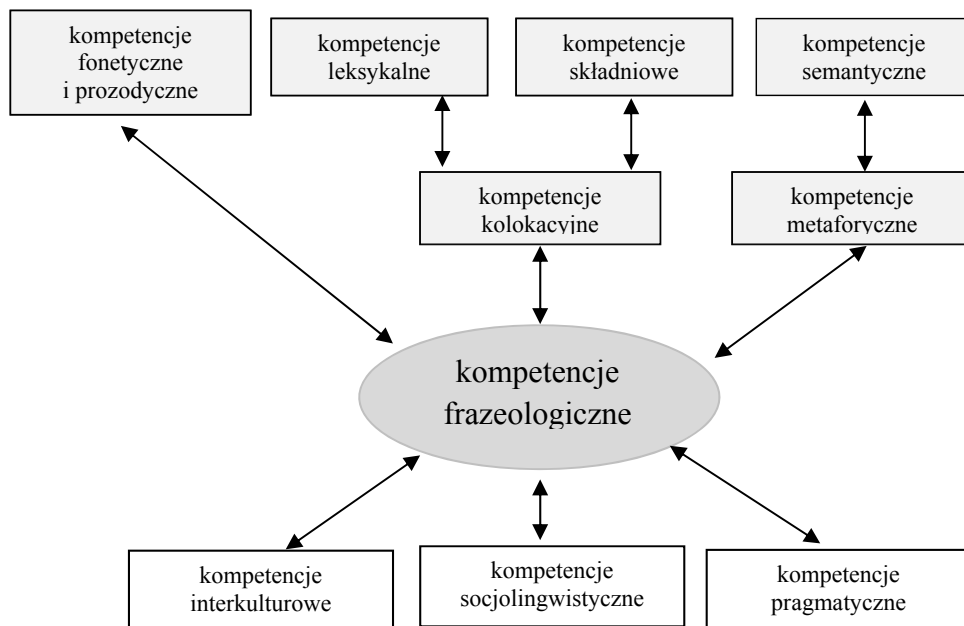 kompetencje
fonetyczne
i prozodyczne
kompetencje
leksykalne
kompetencje
składniowe
kompetencje
semantyczne
kompetencje
kolokacyjne
kompetencje
metaforyczne
kompetencje
frazeologiczne
kompetencje
interkulturowe
kompetencje
socjolingwistyczne
kompetencje
pragmatyczne